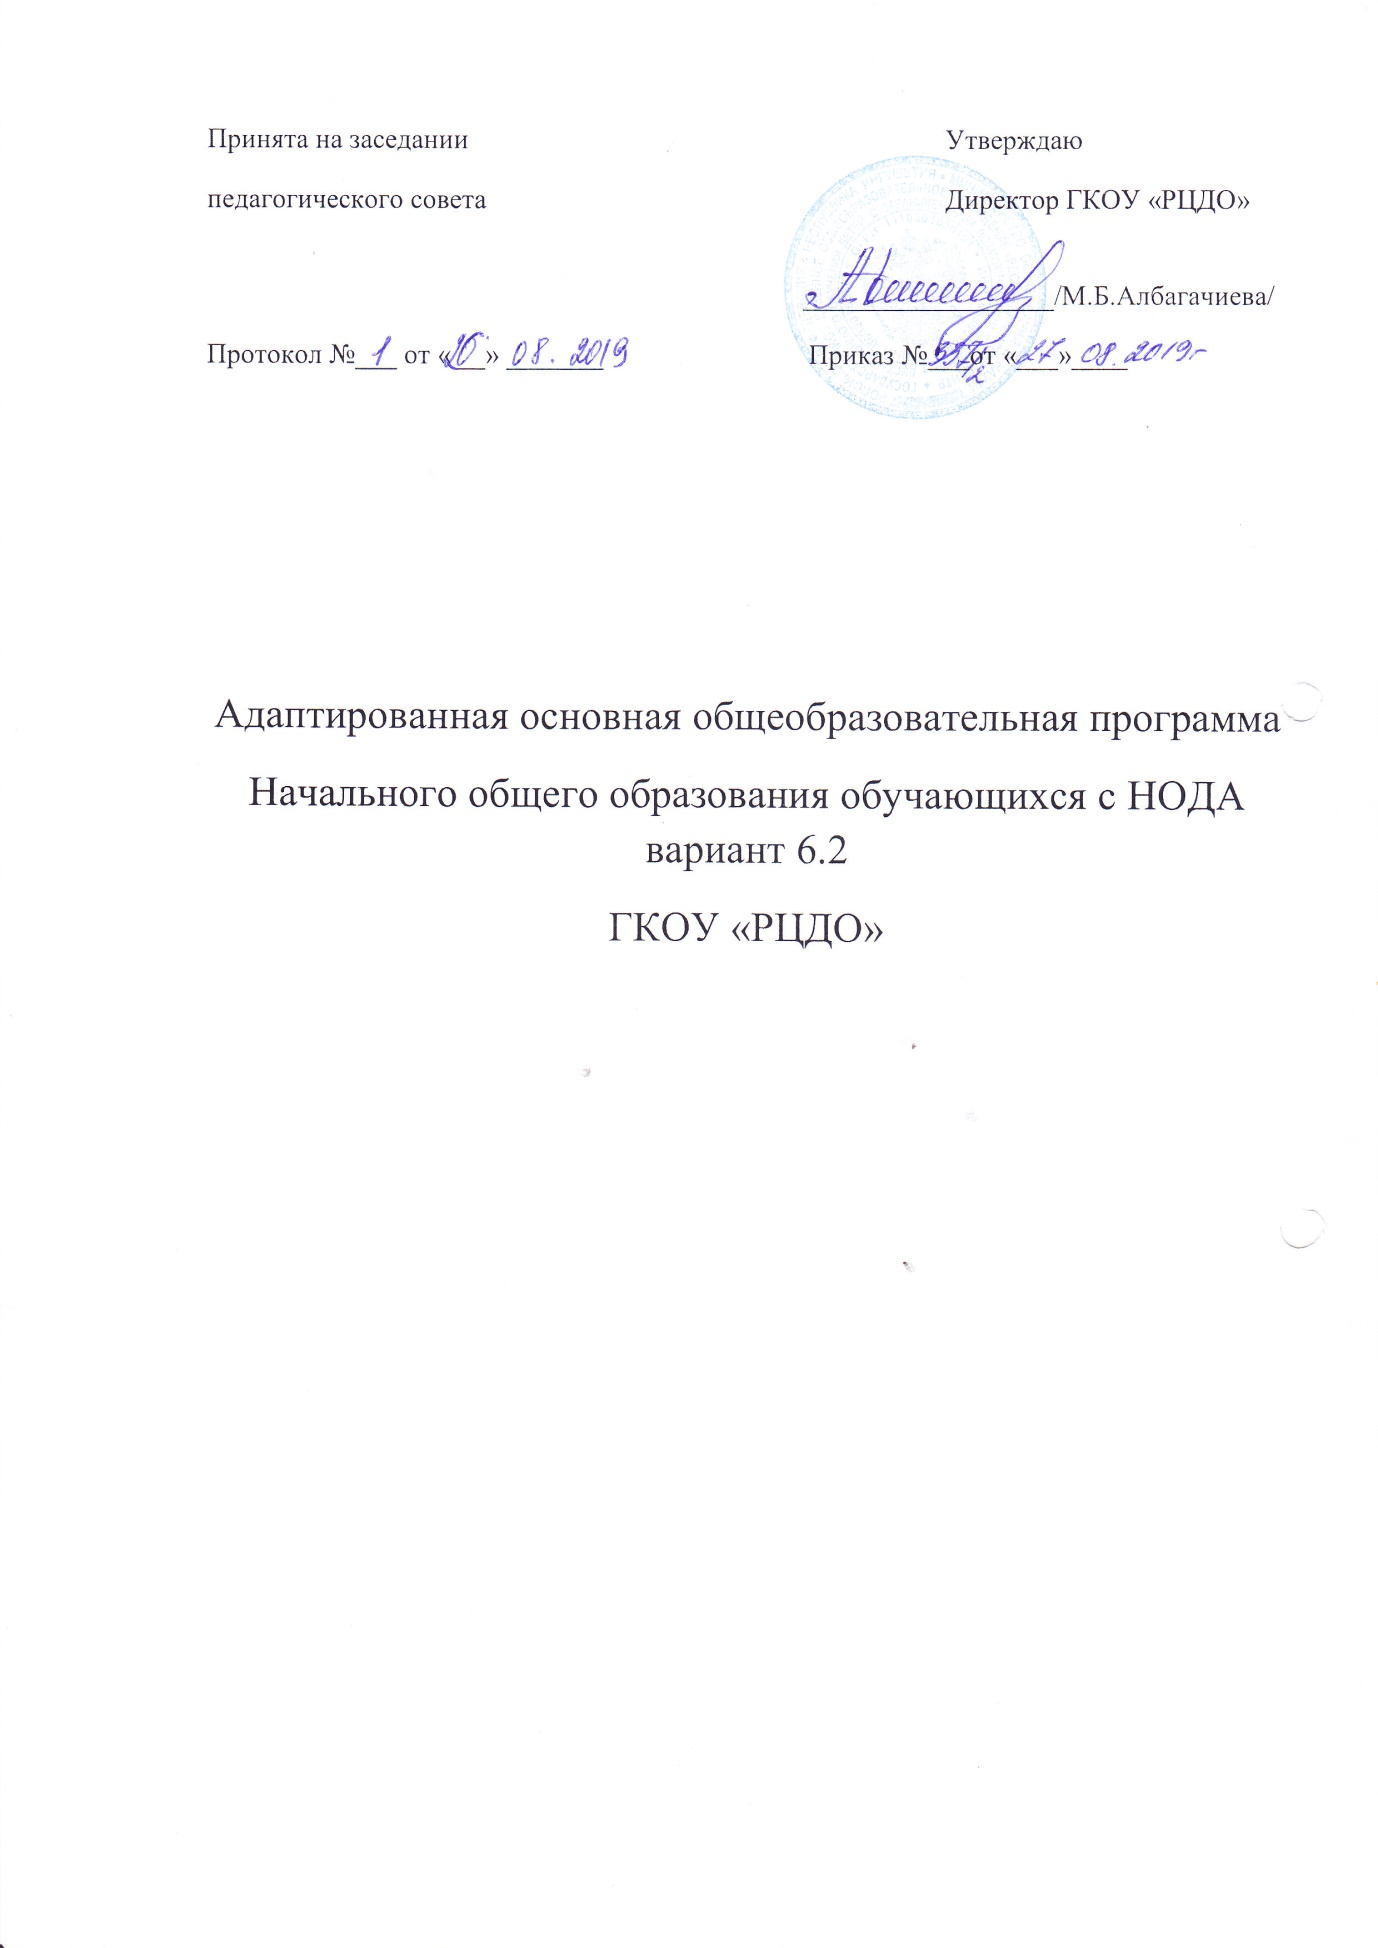 Принята на заседании
Утверждаю
педагогического совета
Директор ГКОУ «РЦДО»
/М.Б.Албагачиева/
Протокол № 1 от « » 08. 2019
Приказ № от «27» 08. 2019г
Адаптированная основная общеобразовательная программа
Начального общего образования обучающихся с НОДА
вариант 6.2
ГКОУ «РЦДО»